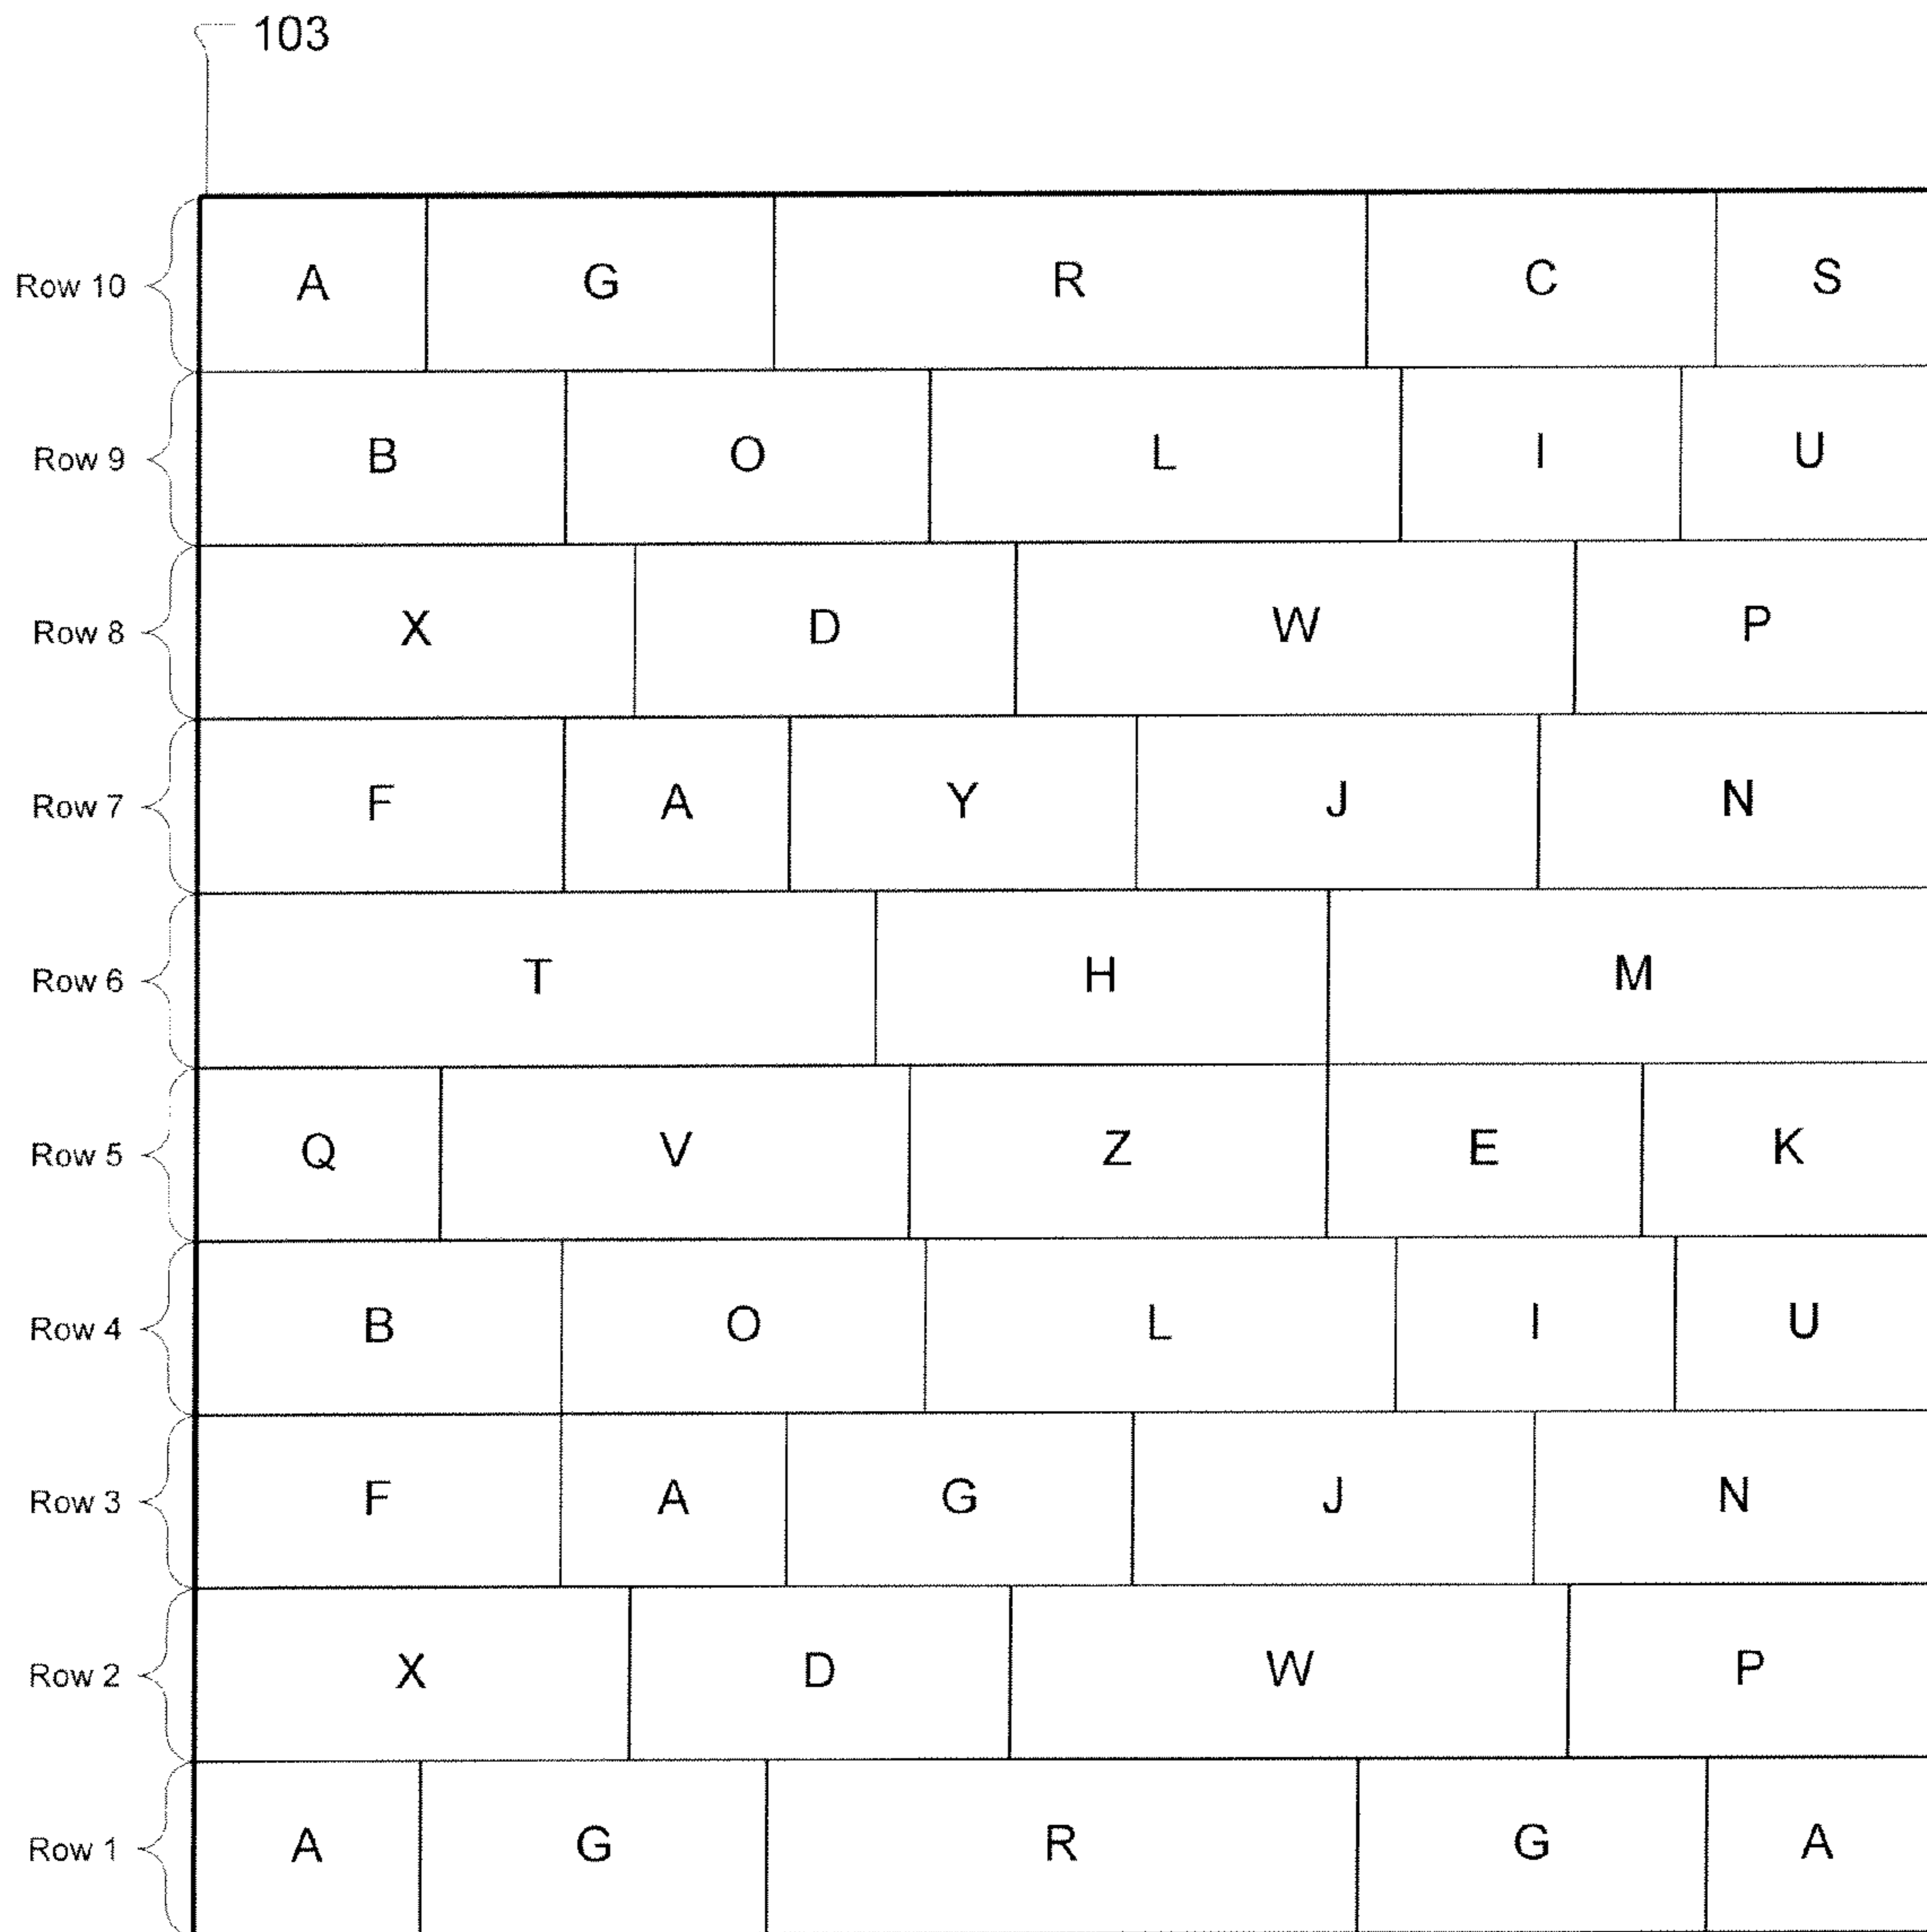 103
Row 10 A G R C S
Row 9 B O L I U
Row 8 X D W P
Row 7 F A Y J N
Row 6 T H M
Row 5 Q V Z E K
Row 4 B O L I U
Row 3 F A G J N
Row 2 X D W P
Row 1 A G R G A